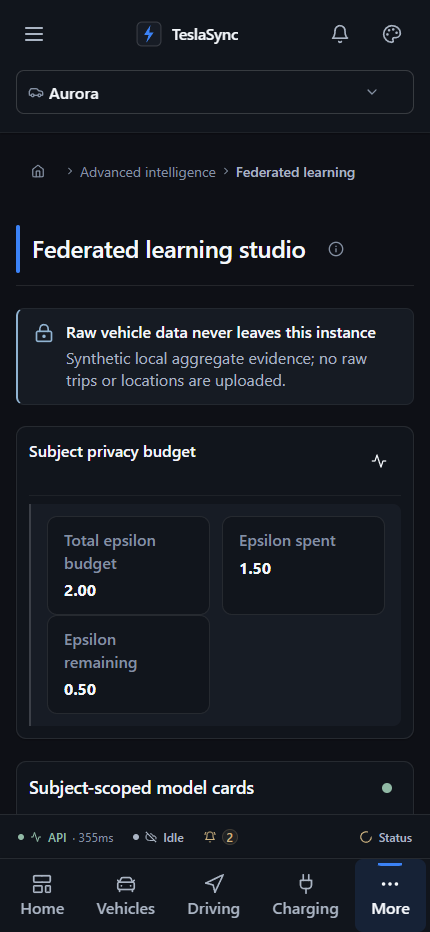 TeslaSync
Aurora
Advanced intelligence
Federated learning
Federated learning studio
Raw vehicle data never leaves this instance
Synthetic local aggregate evidence; no raw
trips or locations are uploaded.
Subject privacy budget
Total epsilon
budget
2.00
Epsilon spent
1.50
Epsilon
remaining
0.50
Subject-scoped model cards
API · 355ms
Idle
2
Status
Home
Vehicles
Driving
Charging
More